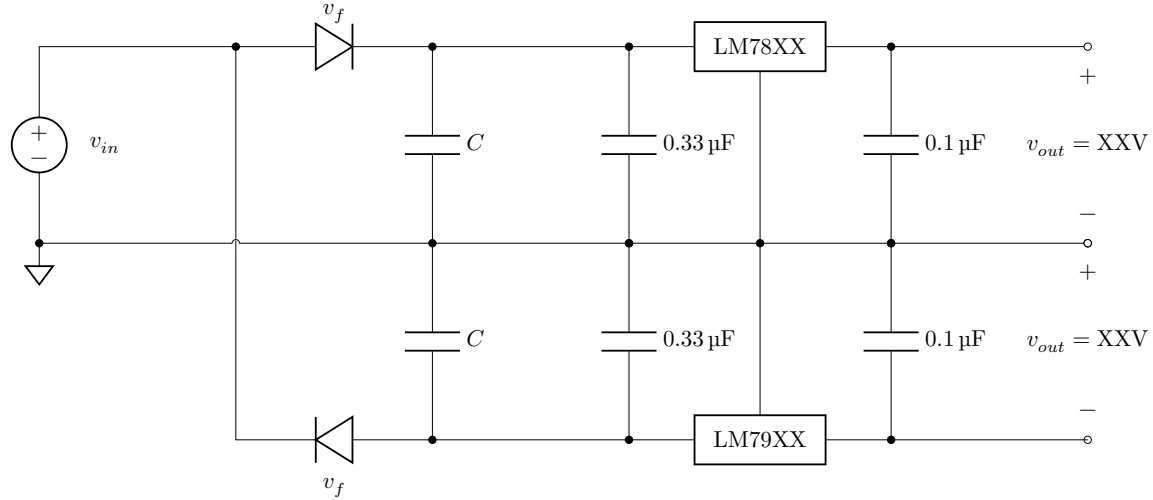 v_f
LM78XX
+
+
−
v_in
C
0.33 µF
0.1 µF
v_out = XXV
−
+
C
0.33 µF
0.1 µF
v_out = XXV
−
LM79XX
v_f